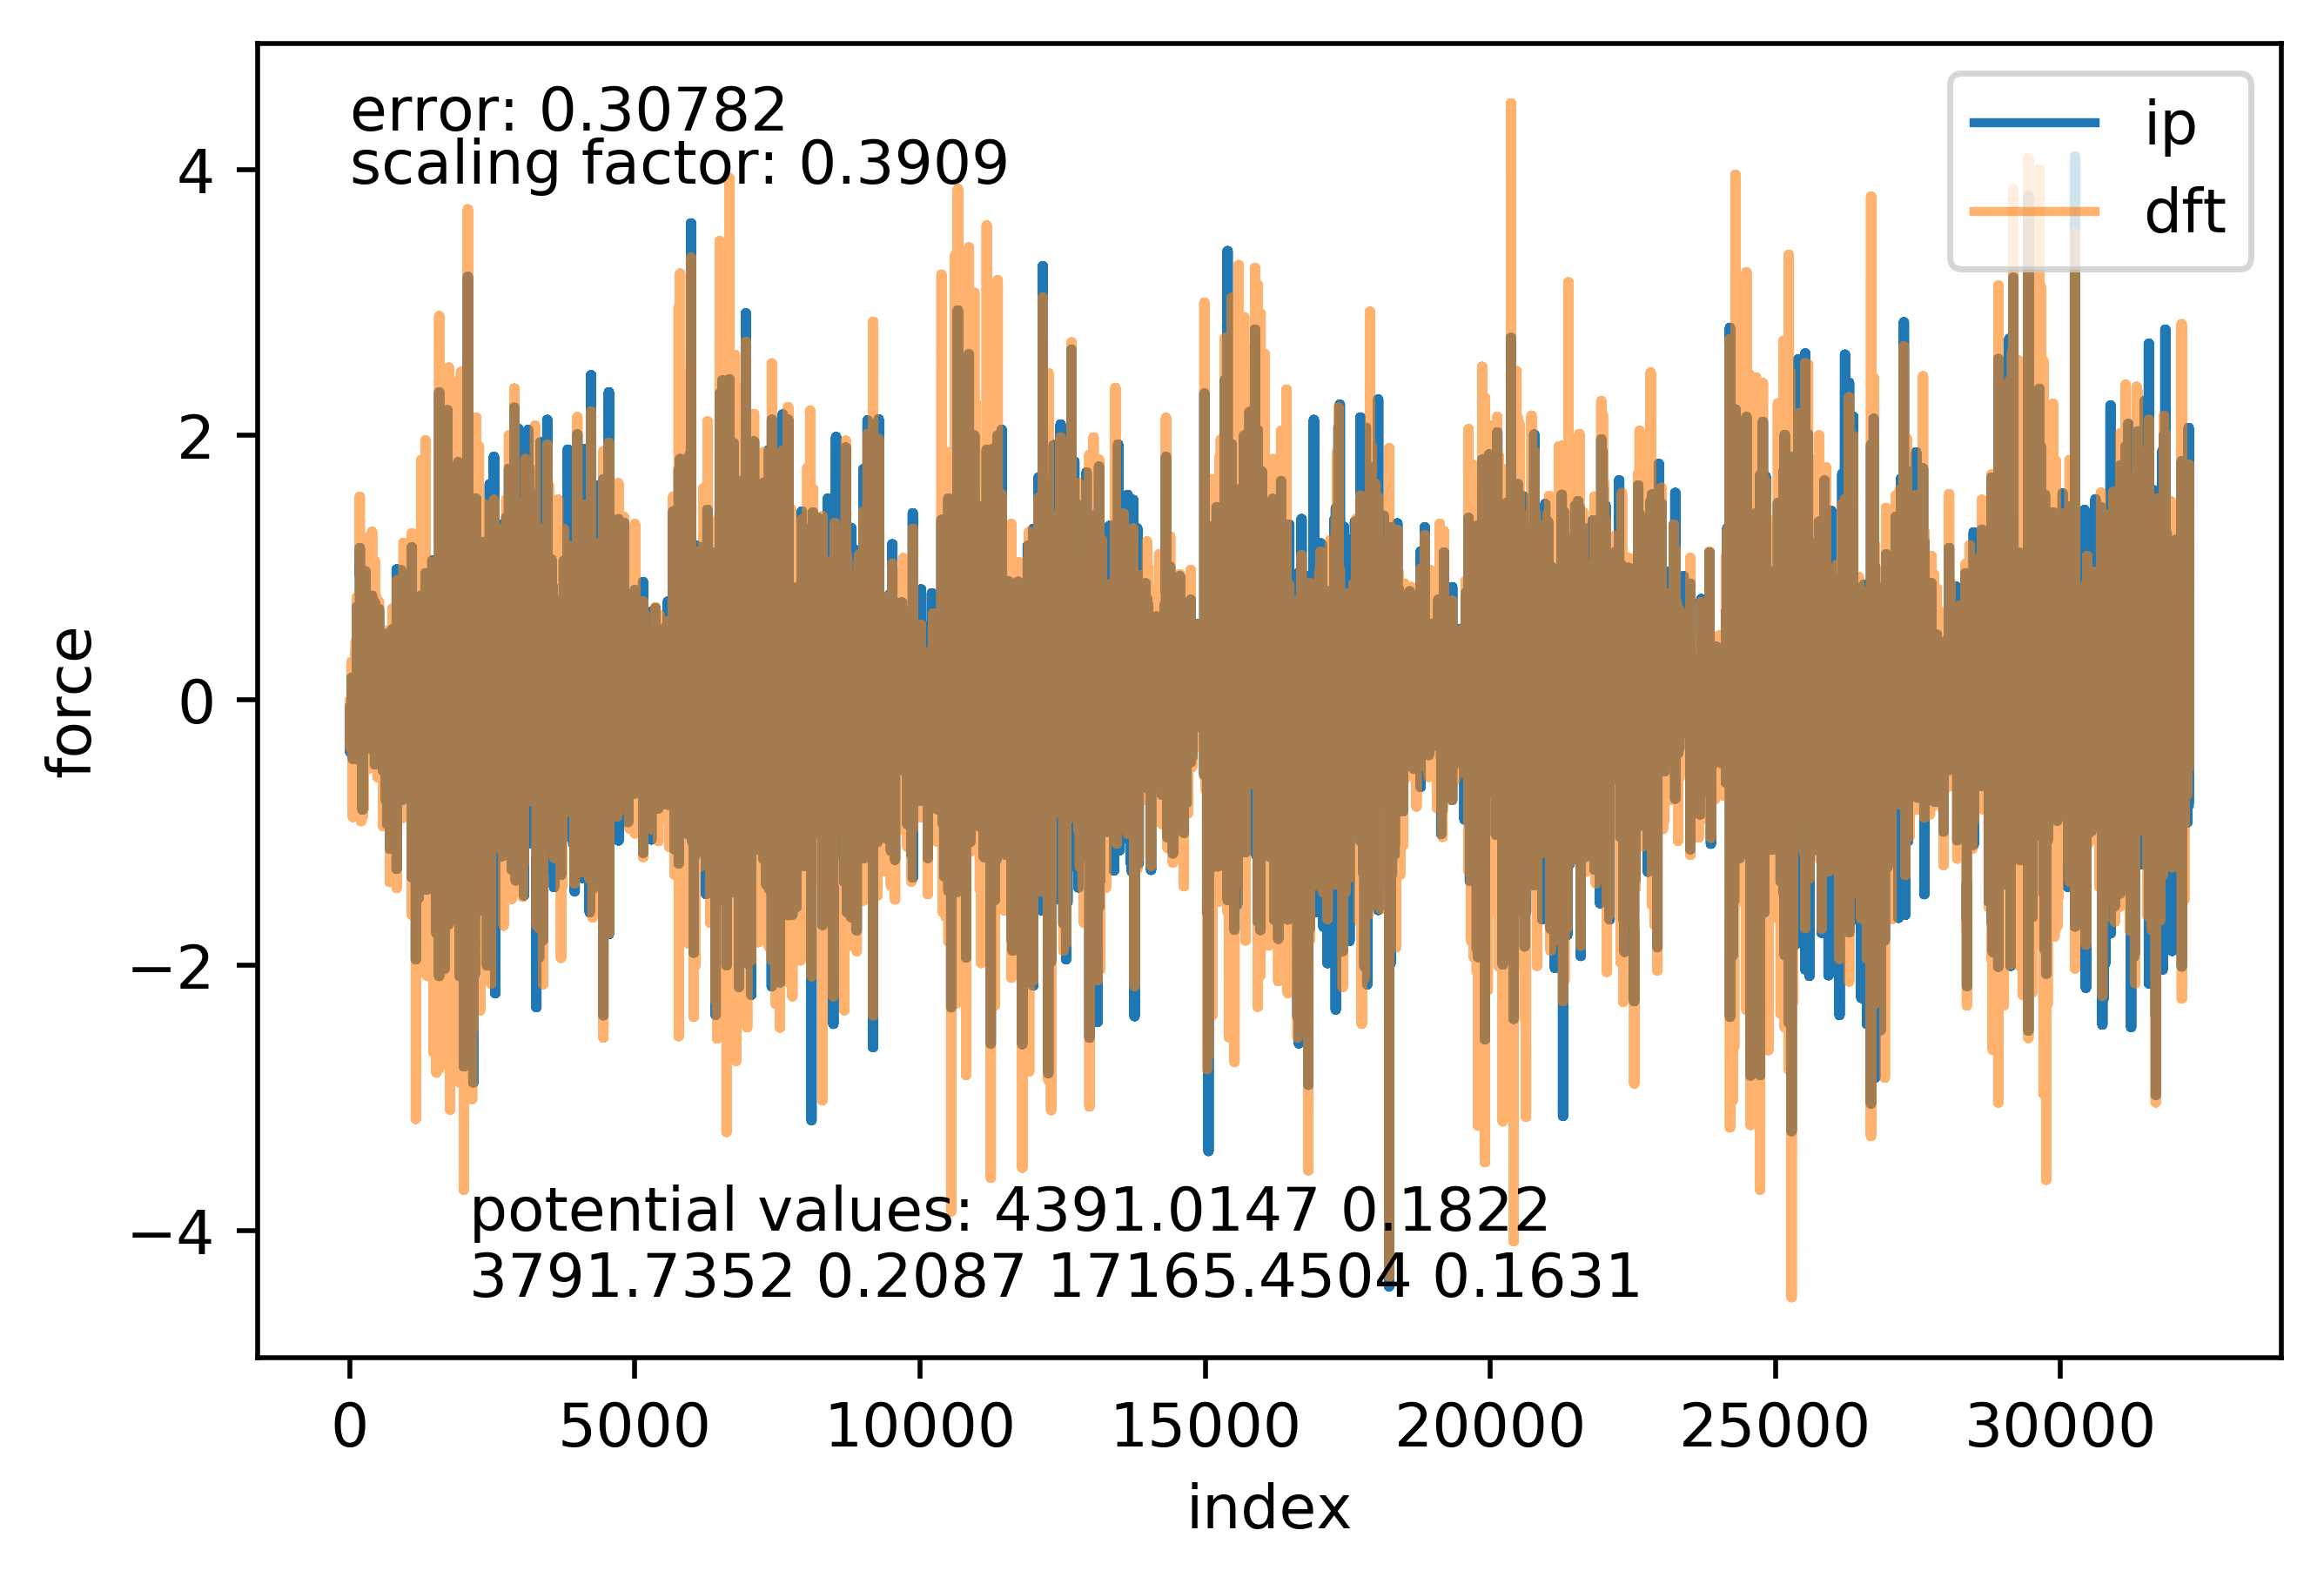 error: 0.30782
scaling factor: 0.3909
ip
dft
4
2
0
−2
−4
force
potential values: 4391.0147 0.1822
3791.7352 0.2087 17165.4504 0.1631
0 5000 10000 15000 20000 25000 30000
index